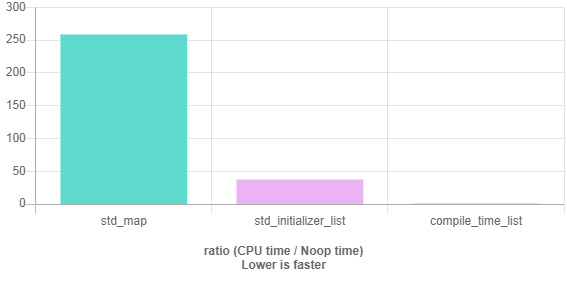 300
250
200
150
100
50
0
std_map std_initializer_list compile_time_list
ratio (CPU time / Noop time)
Lower is faster